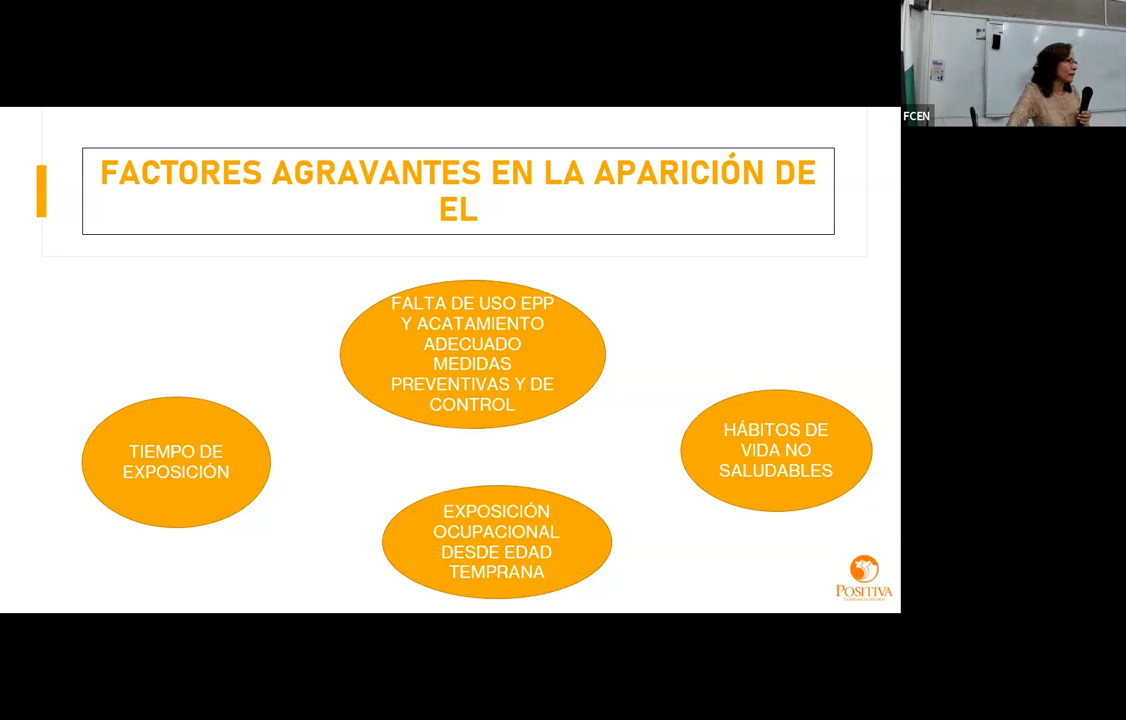 FACTORES AGRAVANTES EN LA APARICIÓN DE
EL
FALTA DE USO EPP
Y ACATAMIENTO
ADECUADO
MEDIDAS
PREVENTIVAS Y DE
CONTROL
TIEMPO DE
EXPOSICIÓN
HÁBITOS DE
VIDA NO
SALUDABLES
EXPOSICIÓN
OCUPACIONAL
DESDE EDAD
TEMPRANA
POSITIVA
FCEN